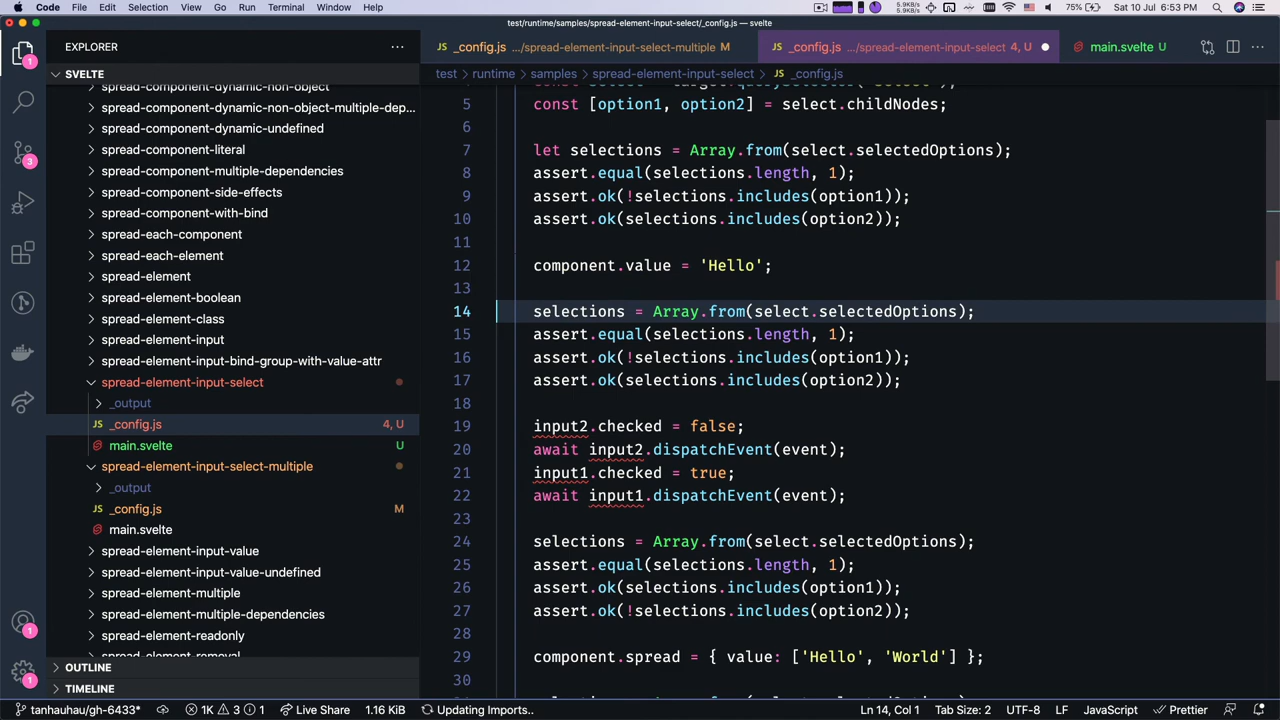 Code File Edit Selection View Go Run Terminal Window Help 5.9KB/s 5.9KB/s 75% Sat 10 Jul 6:53 PM
test/runtime/samples/spread-element-input-select/_config.js — svelte
EXPLORER
_config.js .../spread-element-input-select-multiple M
_config.js .../spread-element-input-select 4, U
main.svelte U
SVELTE
test > runtime > samples > spread-element-input-select > JS _config.js
spread-component-dynamic-non-object
spread-component-dynamic-non-object-multiple-dep...
spread-component-dynamic-undefined
spread-component-literal
spread-component-multiple-dependencies
spread-component-side-effects
spread-component-with-bind
spread-each-component
spread-each-element
spread-element
spread-element-boolean
spread-element-class
spread-element-input
spread-element-input-bind-group-with-value-attr
spread-element-input-select
_output
JS _config.js 4, U
main.svelte U
spread-element-input-select-multiple
_output
JS _config.js M
main.svelte
spread-element-input-value
spread-element-input-value-undefined
spread-element-multiple
spread-element-multiple-dependencies
spread-element-readonly
spread-element-removal
OUTLINE
TIMELINE
5 const [option1, option2] = select.childNodes;
6
7 let selections = Array.from(select.selectedOptions);
8 assert.equal(selections.length, 1);
9 assert.ok(!selections.includes(option1));
10 assert.ok(selections.includes(option2));
11
12 component.value = 'Hello';
13
14 selections = Array.from(select.selectedOptions);
15 assert.equal(selections.length, 1);
16 assert.ok(!selections.includes(option1));
17 assert.ok(selections.includes(option2));
18
19 input2.checked = false;
20 await input2.dispatchEvent(event);
21 input1.checked = true;
22 await input1.dispatchEvent(event);
23
24 selections = Array.from(select.selectedOptions);
25 assert.equal(selections.length, 1);
26 assert.ok(selections.includes(option1));
27 assert.ok(!selections.includes(option2));
28
29 component.spread = { value: ['Hello', 'World'] };
30
tanhauhau/gh-6433* 1K 3 1 Live Share 1.16 KiB Updating Imports.. Ln 14, Col 1 Tab Size: 2 UTF-8 LF JavaScript Prettier